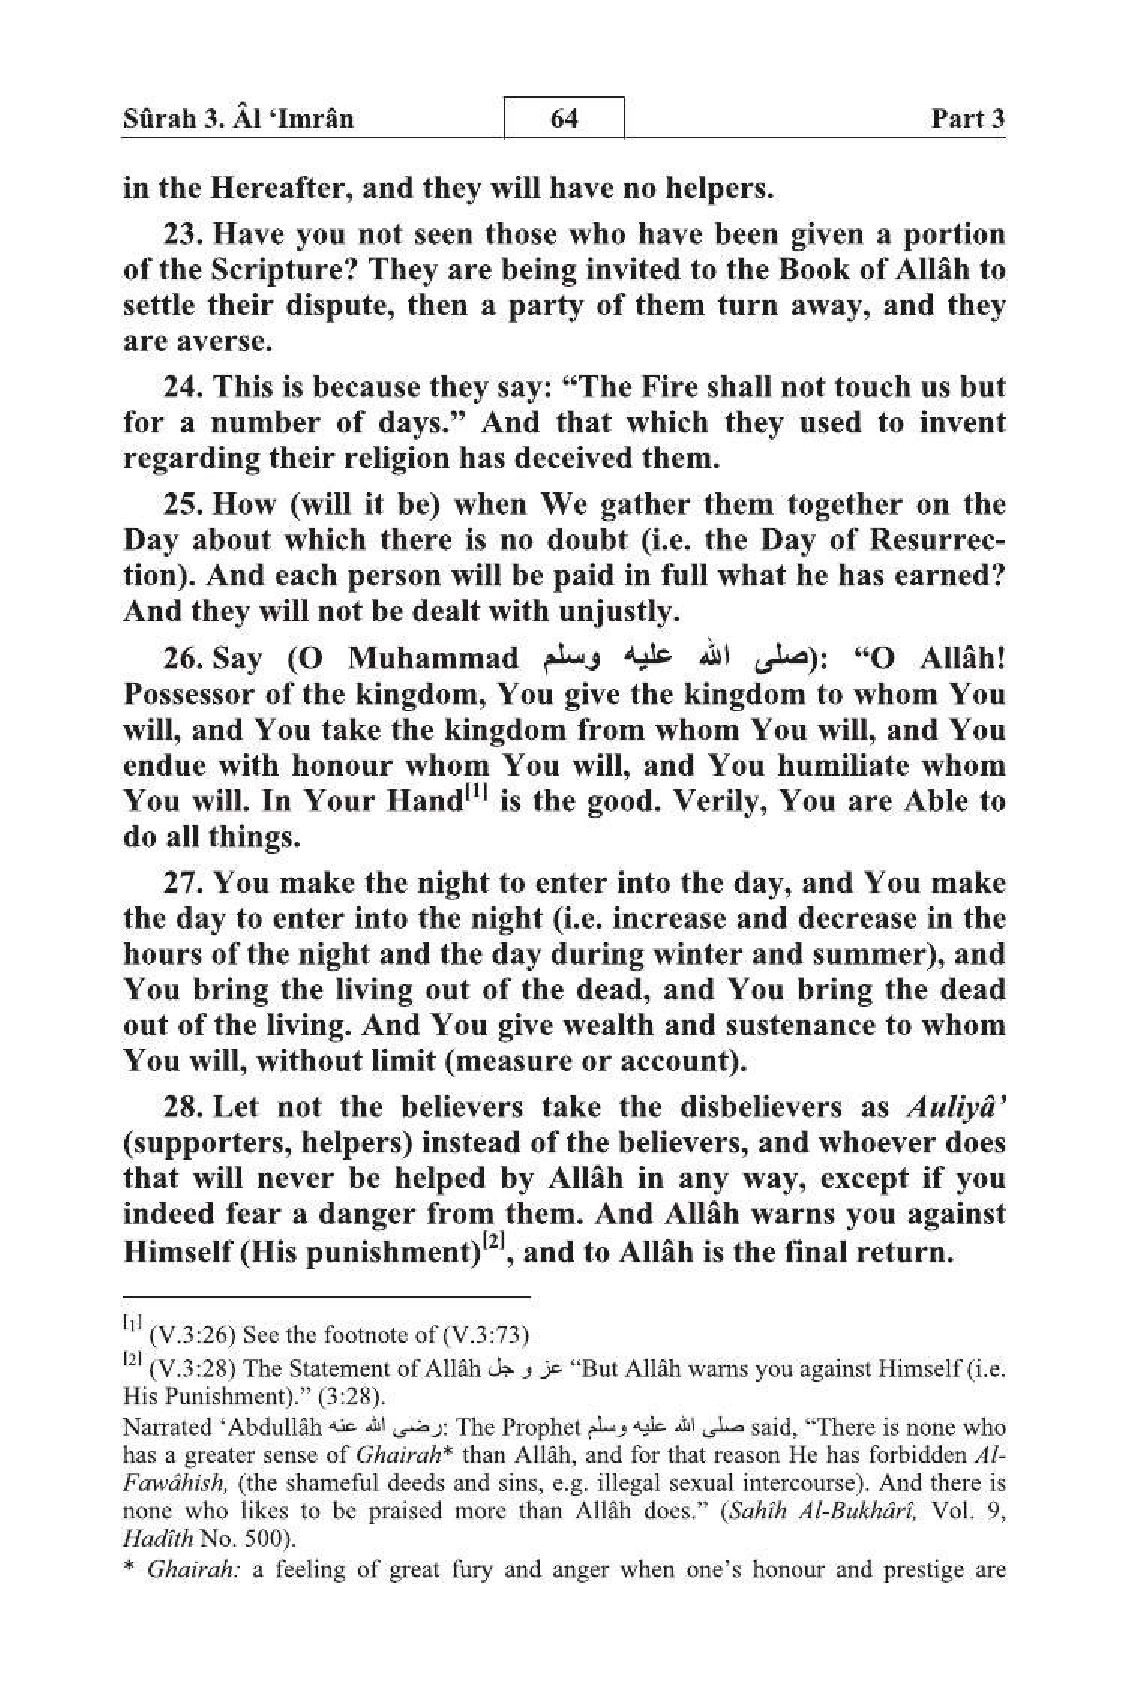 Sûrah 3. Âl ‘Imrân 64 Part 3
in the Hereafter, and they will have no helpers.
23. Have you not seen those who have been given a portion
of the Scripture? They are being invited to the Book of Allâh to
settle their dispute, then a party of them turn away, and they
are averse.
24. This is because they say: “The Fire shall not touch us but
for a number of days.” And that which they used to invent
regarding their religion has deceived them.
25. How (will it be) when We gather them together on the
Day about which there is no doubt (i.e. the Day of Resurrec-
tion). And each person will be paid in full what he has earned?
And they will not be dealt with unjustly.
26. Say (O Muhammad صلى الله عليه وسلم): “O Allâh!
Possessor of the kingdom, You give the kingdom to whom You
will, and You take the kingdom from whom You will, and You
endue with honour whom You will, and You humiliate whom
You will. In Your Hand[1] is the good. Verily, You are Able to
do all things.
27. You make the night to enter into the day, and You make
the day to enter into the night (i.e. increase and decrease in the
hours of the night and the day during winter and summer), and
You bring the living out of the dead, and You bring the dead
out of the living. And You give wealth and sustenance to whom
You will, without limit (measure or account).
28. Let not the believers take the disbelievers as Auliyâ’
(supporters, helpers) instead of the believers, and whoever does
that will never be helped by Allâh in any way, except if you
indeed fear a danger from them. And Allâh warns you against
Himself (His punishment)[2], and to Allâh is the final return.
[1] (V.3:26) See the footnote of (V.3:73)
[2] (V.3:28) The Statement of Allâh عز و جل “But Allâh warns you against Himself (i.e.
His Punishment).” (3:28).
Narrated ‘Abdullâh رضى الله عنه: The Prophet صلى الله عليه وسلم said, “There is none who
has a greater sense of Ghairah* than Allâh, and for that reason He has forbidden Al-
Fawâhish, (the shameful deeds and sins, e.g. illegal sexual intercourse). And there is
none who likes to be praised more than Allâh does.” (Sahîh Al-Bukhârî, Vol. 9,
Hadîth No. 500).
* Ghairah: a feeling of great fury and anger when one’s honour and prestige are